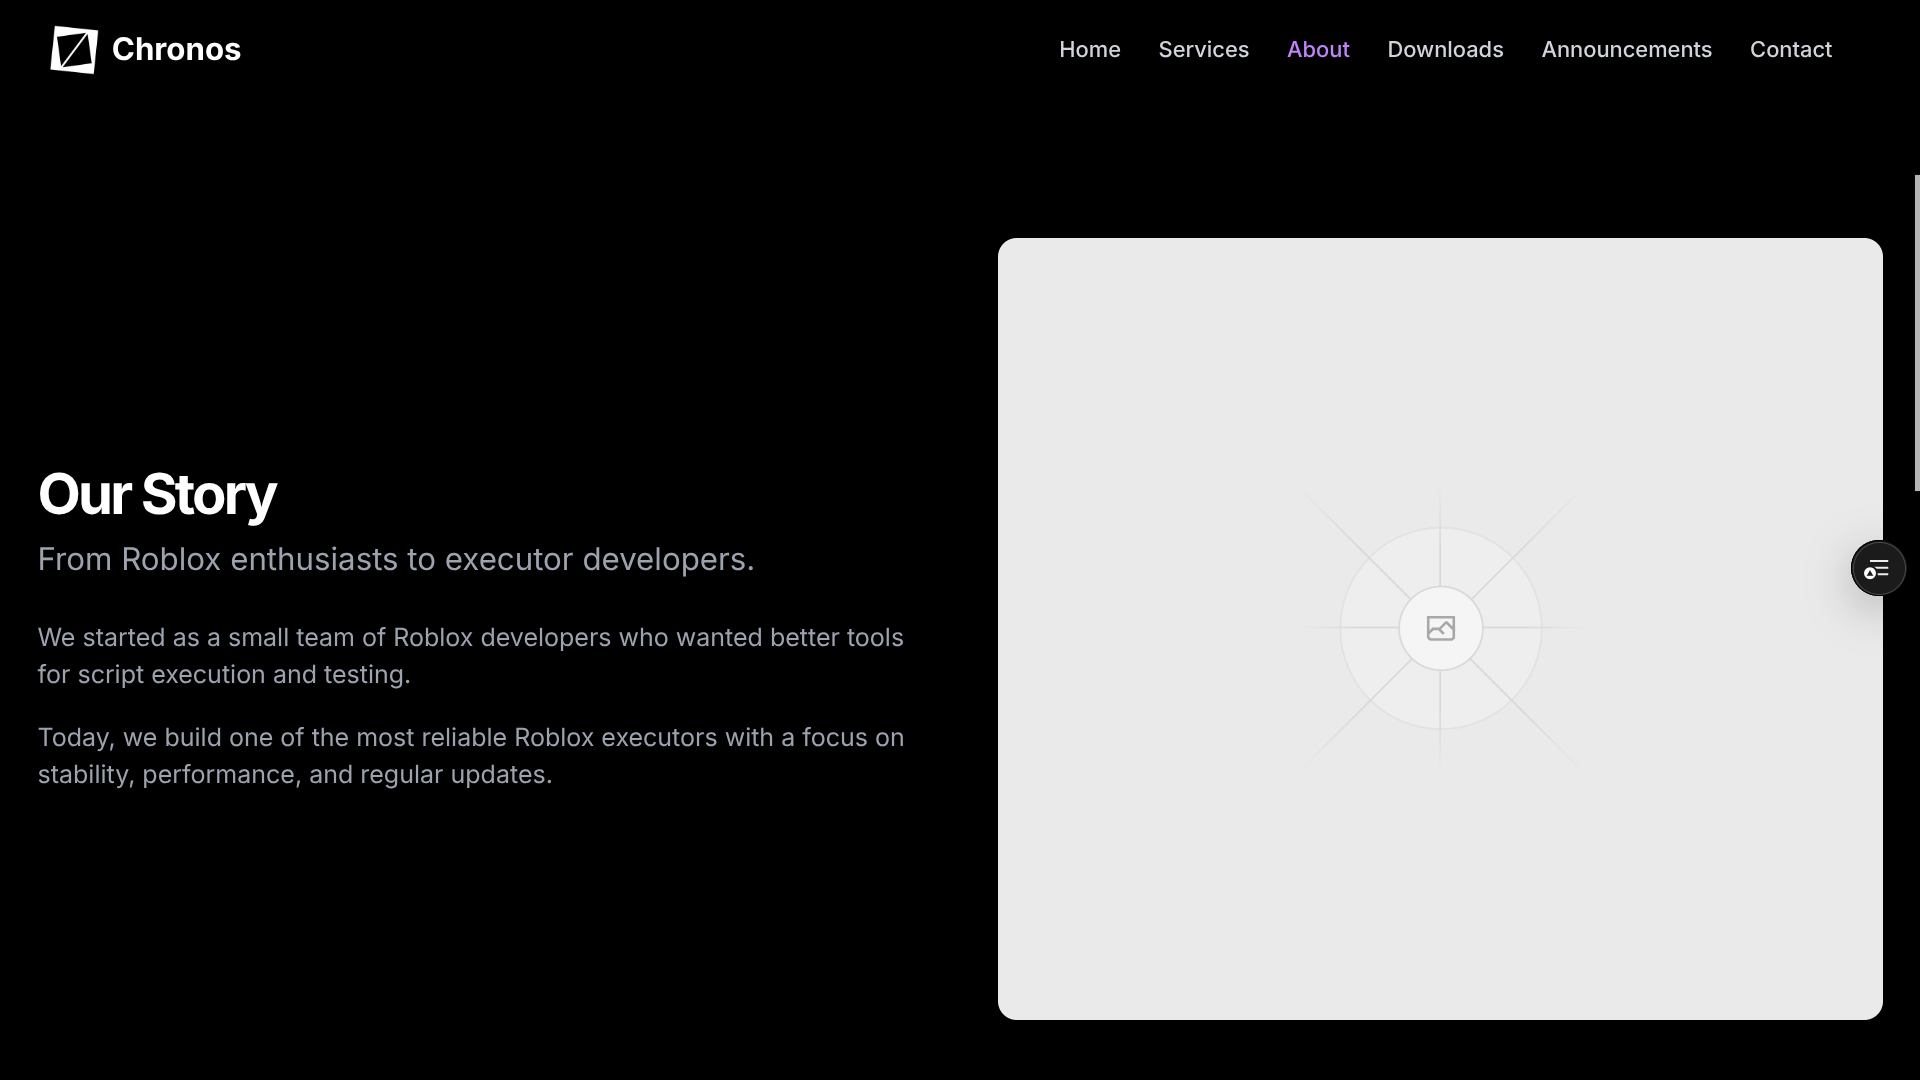 Chronos
Home
Services
About
Downloads
Announcements
Contact
Our Story
From Roblox enthusiasts to executor developers.
We started as a small team of Roblox developers who wanted better tools
for script execution and testing.
Today, we build one of the most reliable Roblox executors with a focus on
stability, performance, and regular updates.